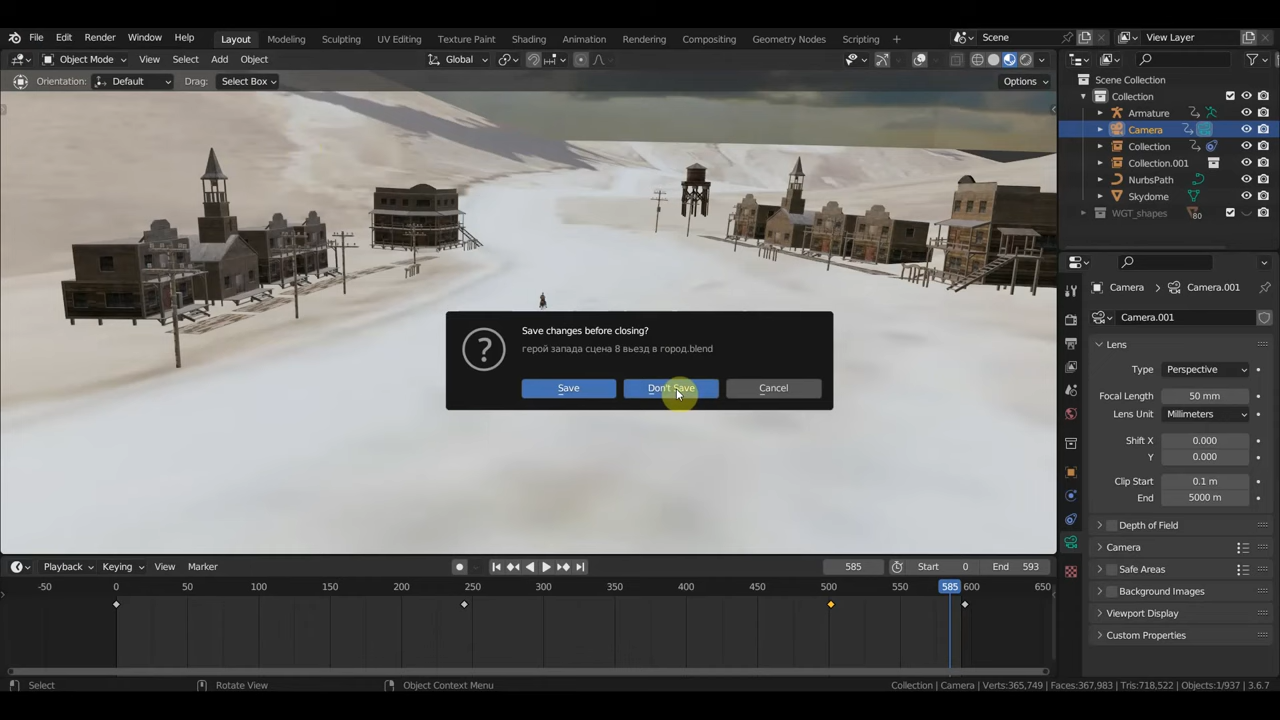 File Edit Render Window Help Layout Modeling Sculpting UV Editing Texture Paint Shading Animation Rendering Compositing Geometry Nodes Scripting + Scene View Layer
Object Mode View Select Add Object Global
Orientation: Default Drag: Select Box Options
Scene Collection
Collection
Armature
Camera
Collection
Collection.001
NurbsPath
Skydome
WGT_shapes 80
Camera > Camera.001
Camera.001
Lens
Type Perspective
Focal Length 50 mm
Lens Unit Millimeters
Shift X 0.000
Y 0.000
Clip Start 0.1 m
End 5000 m
Depth of Field
Camera
Safe Areas
Background Images
Viewport Display
Custom Properties
Save changes before closing?
герой запада сцена 8 вьезд в город.blend
Save Don't Save Cancel
Playback Keying View Marker 585 Start 0 End 593
-50 0 50 100 150 200 250 300 350 400 450 500 550 585 600 650
Select Rotate View Object Context Menu Collection | Camera | Verts:365,749 | Faces:367,983 | Tris:718,522 | Objects:1/937 | 3.6.7